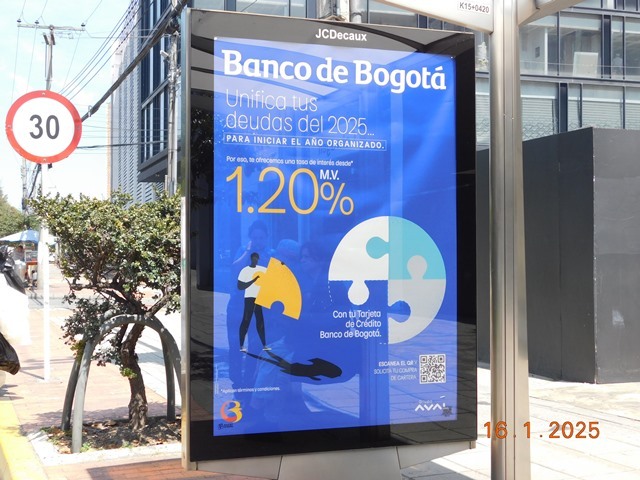 K15+0420
JCDecaux
30
Banco de Bogotá
Unifica tus
deudas del 2025...
PARA INICIAR EL AÑO ORGANIZADO.
Por eso, te ofrecemos una tasa de interés desde*
1.20%
M.V.
Con tu Tarjeta
de Crédito
Banco de Bogotá.
ESCANEA EL QR Y
SOLICITA TU COMPRA
DE CARTERA
*Aplican términos y condiciones.
AVAL
16.1.2025